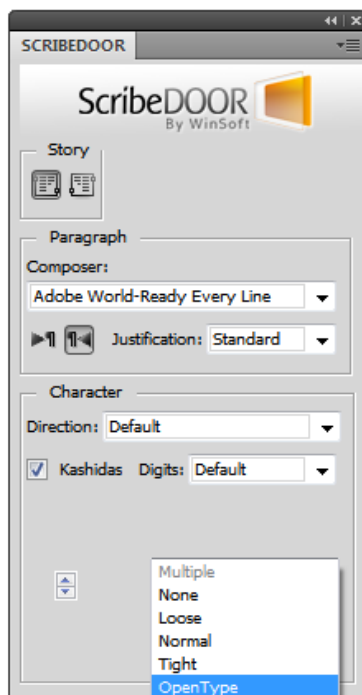 SCRIBEDOOR
ScribeDOOR
By WinSoft
Story
Paragraph
Composer:
Adobe World-Ready Every Line
Justification: Standard
Character
Direction: Default
Kashidas Digits: Default
Multiple
None
Loose
Normal
Tight
OpenType